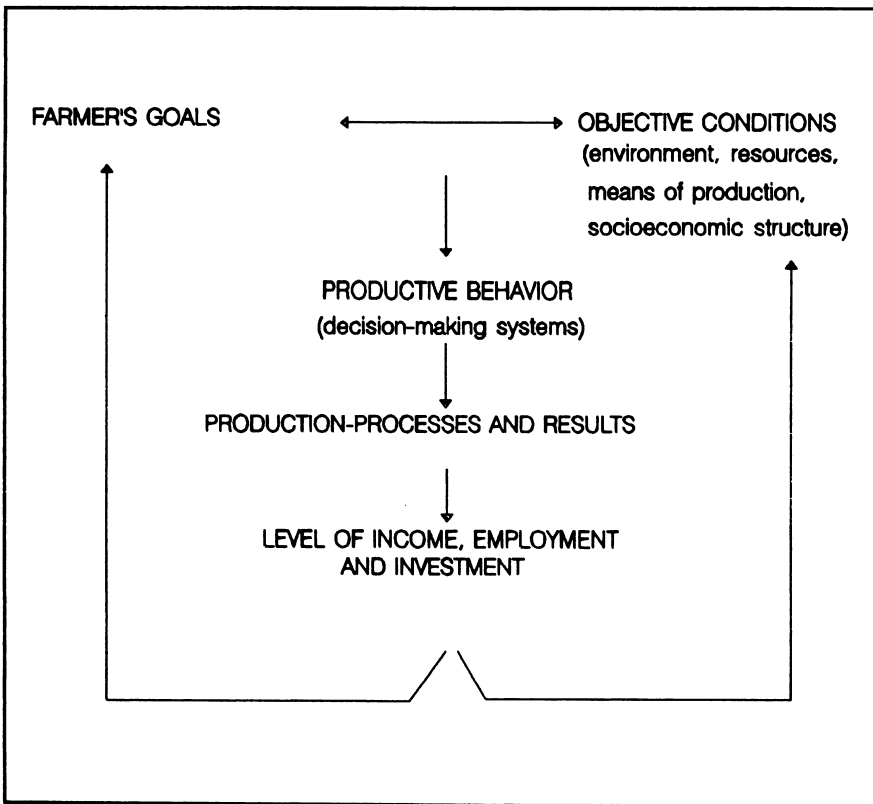 FARMER'S GOALS
OBJECTIVE CONDITIONS
(environment, resources,
means of production,
socioeconomic structure)
PRODUCTIVE BEHAVIOR
(decision-making systems)
PRODUCTION-PROCESSES AND RESULTS
LEVEL OF INCOME, EMPLOYMENT
AND INVESTMENT